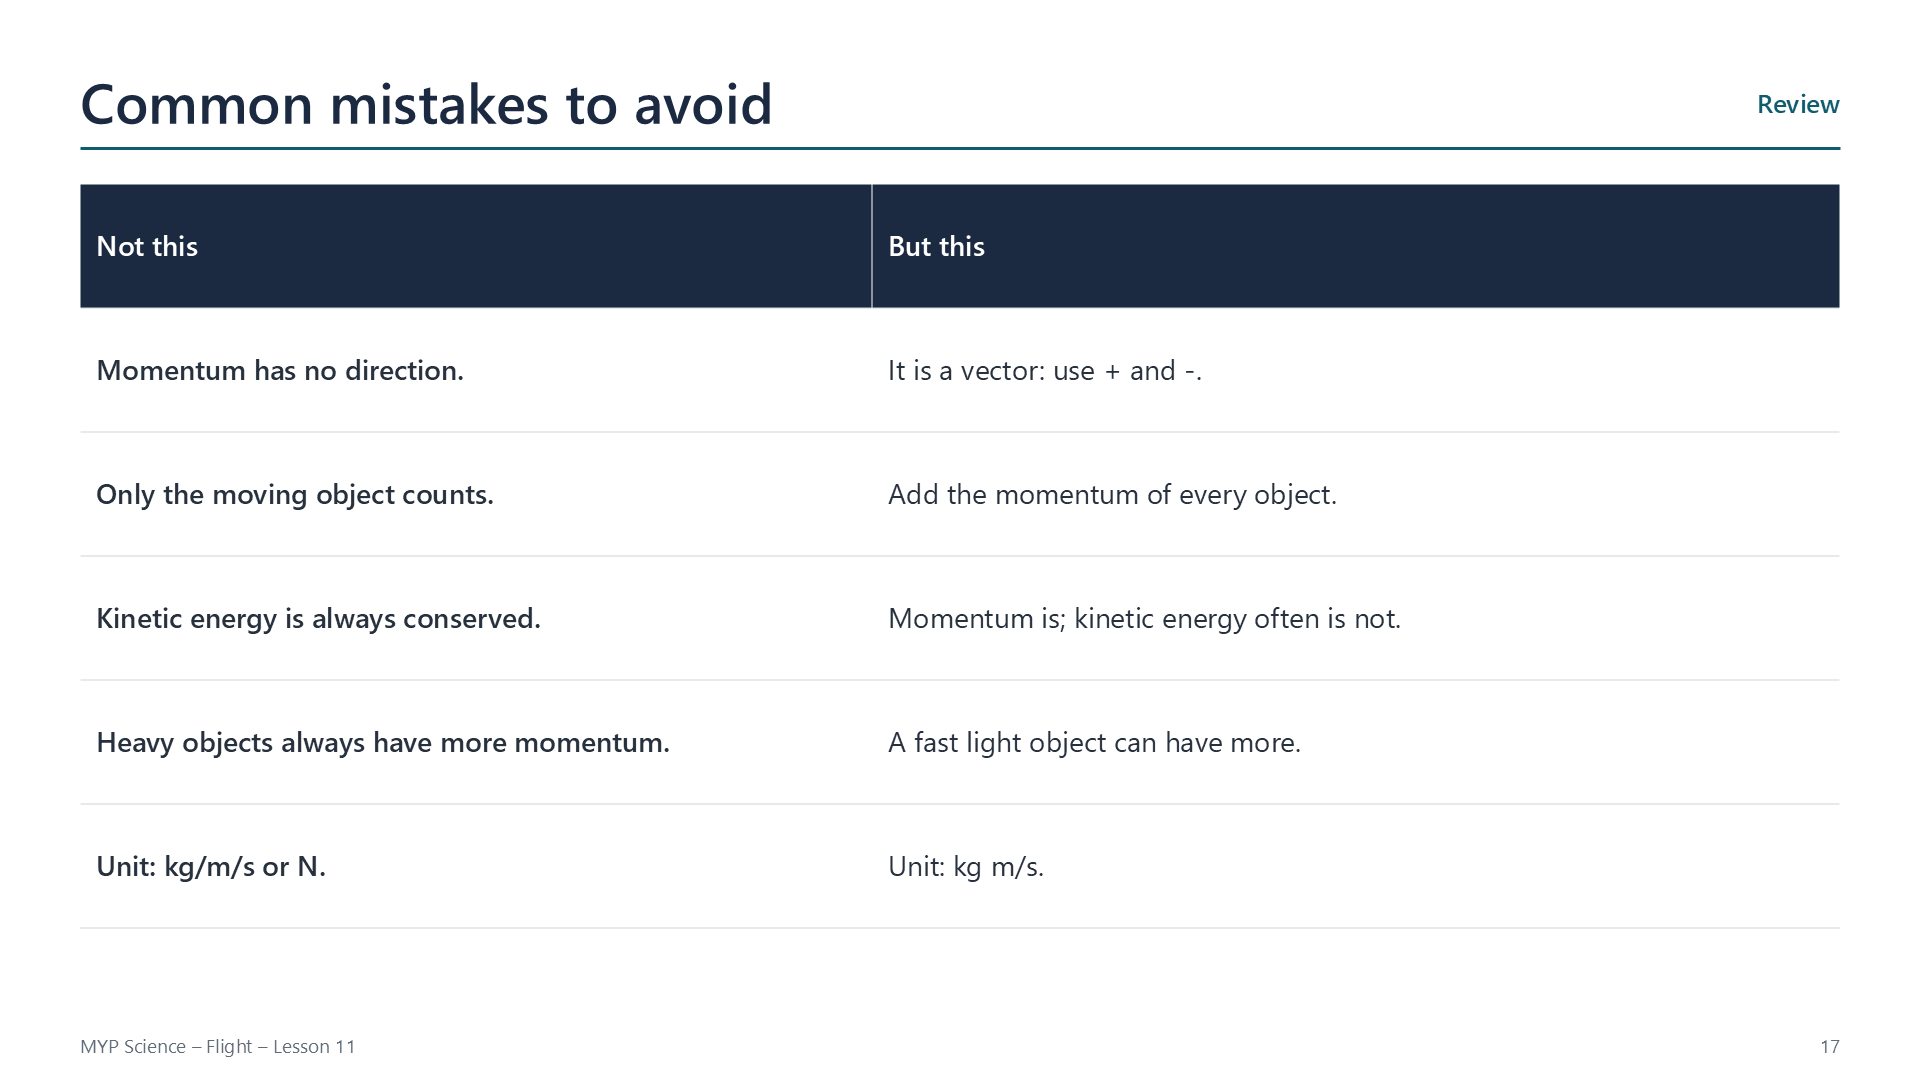 Common mistakes to avoid
Review
Not this
But this
Momentum has no direction.
It is a vector: use + and -.
Only the moving object counts.
Add the momentum of every object.
Kinetic energy is always conserved.
Momentum is; kinetic energy often is not.
Heavy objects always have more momentum.
A fast light object can have more.
Unit: kg/m/s or N.
Unit: kg m/s.
MYP Science – Flight – Lesson 11
17